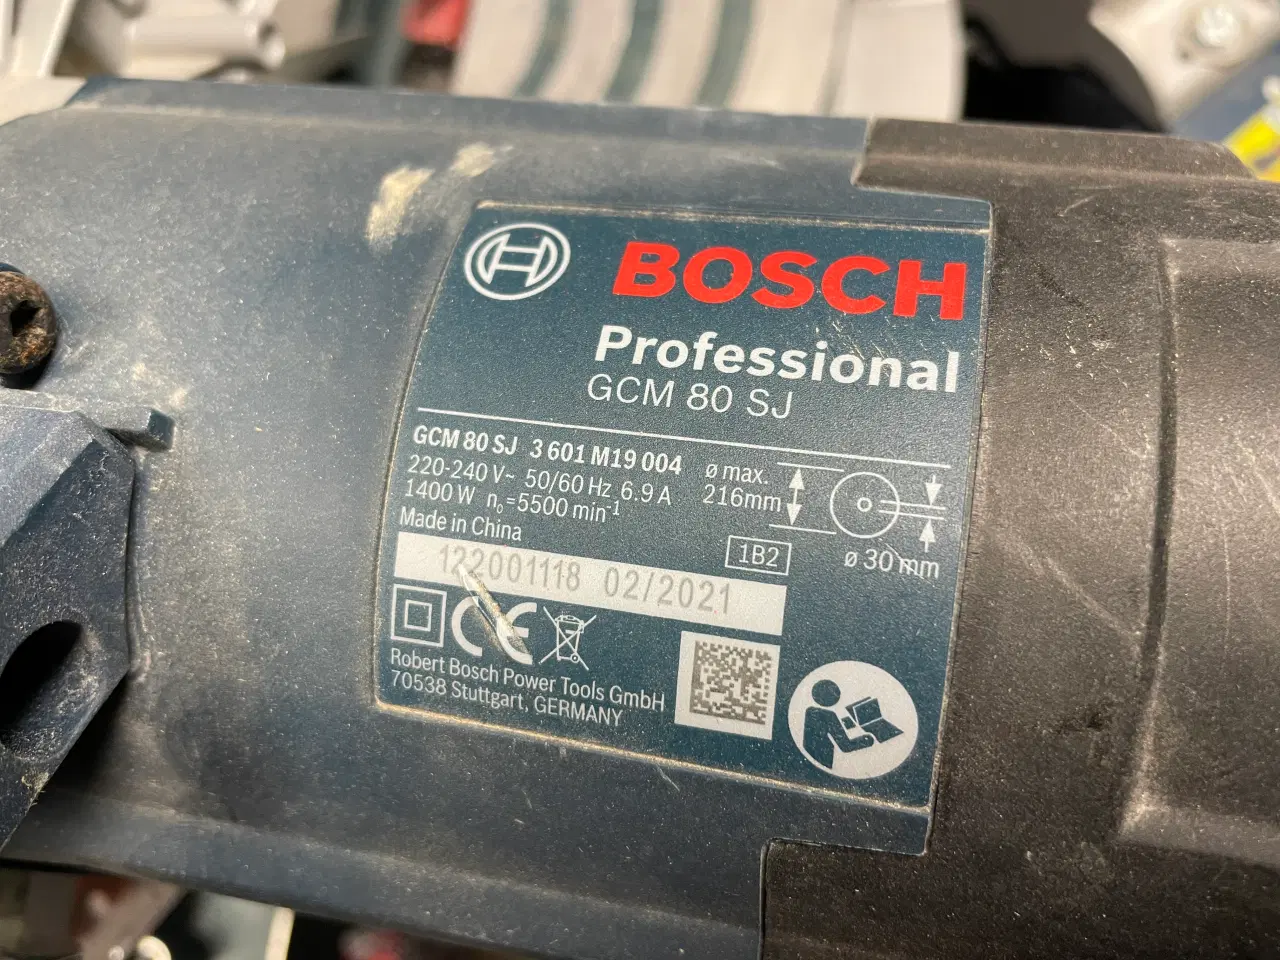 BOSCH
Professional
GCM 80 SJ
GCM 80 SJ 3 601 M19 004
220-240 V~ 50/60 Hz 6.9 A
1400 W n₀=5500 min⁻¹
Made in China
ø max.
216mm
ø 30 mm
1B2
122001118 02/2021
CE
Robert Bosch Power Tools GmbH
70538 Stuttgart, GERMANY